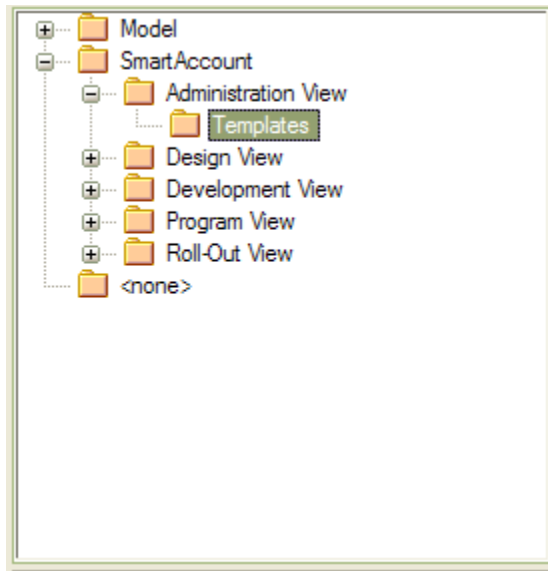 Model
SmartAccount
Administration View
Templates
Design View
Development View
Program View
Roll-Out View
<none>